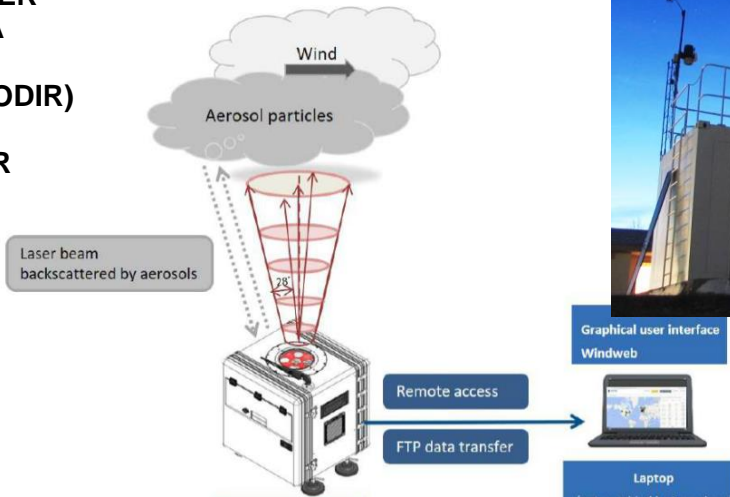 ODIR)
Wind
Aerosol particles
Laser beam
backscattered by aerosols
28°
Graphical user interface
Windweb
Remote access
FTP data transfer
Laptop